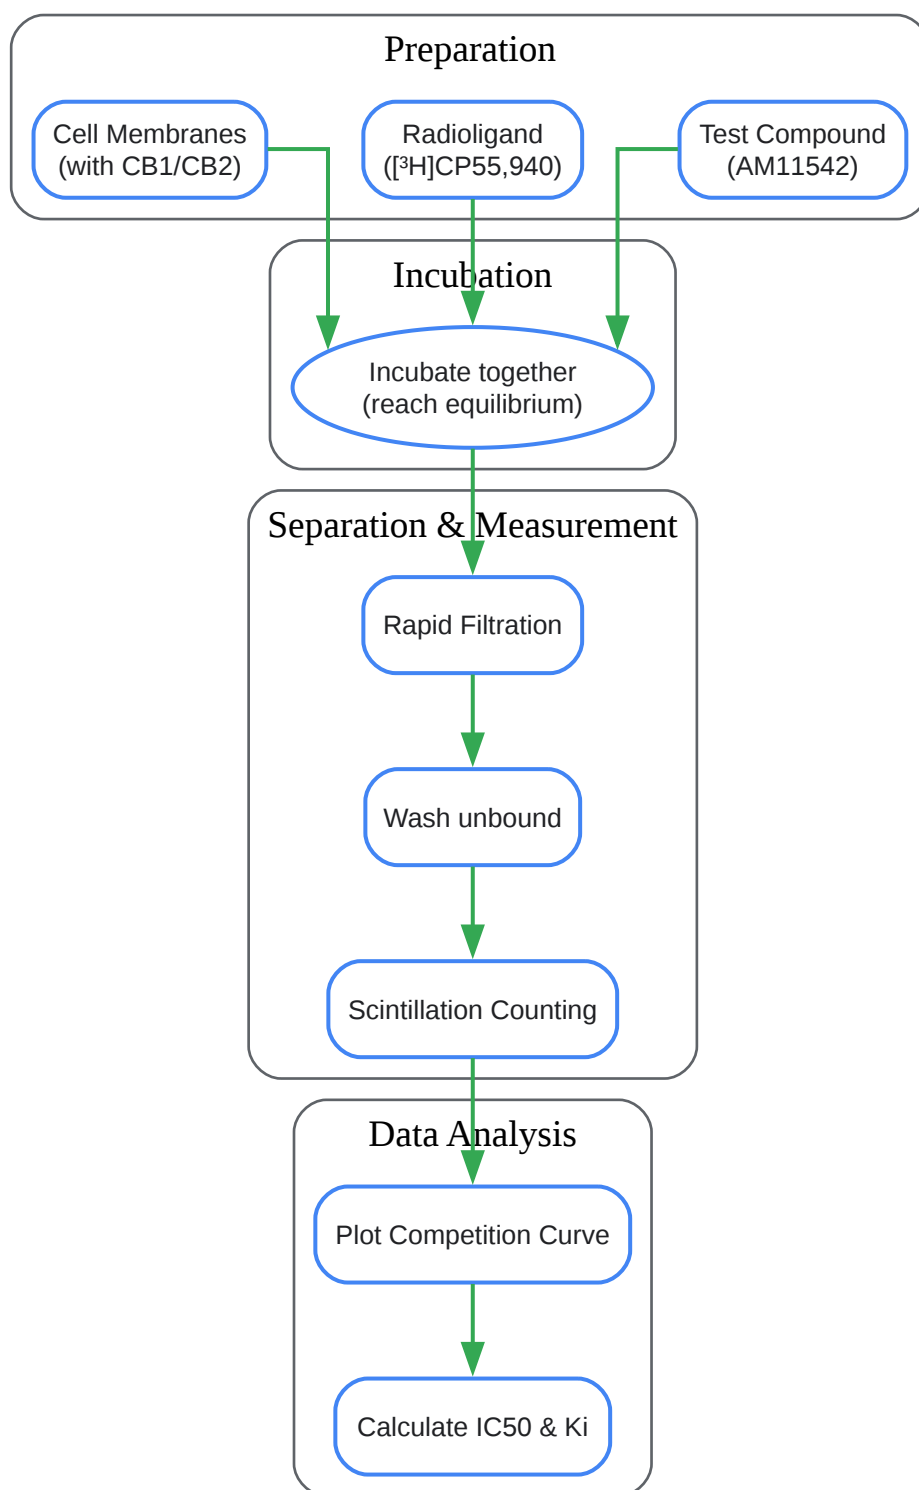 Preparation
Cell Membranes
(with CB1/CB2)
Radioligand
([³H]CP55,940)
Test Compound
(AM11542)
Incubation
Incubate together
(reach equilibrium)
Separation & Measurement
Rapid Filtration
Wash unbound
Scintillation Counting
Data Analysis
Plot Competition Curve
Calculate IC50 & Ki